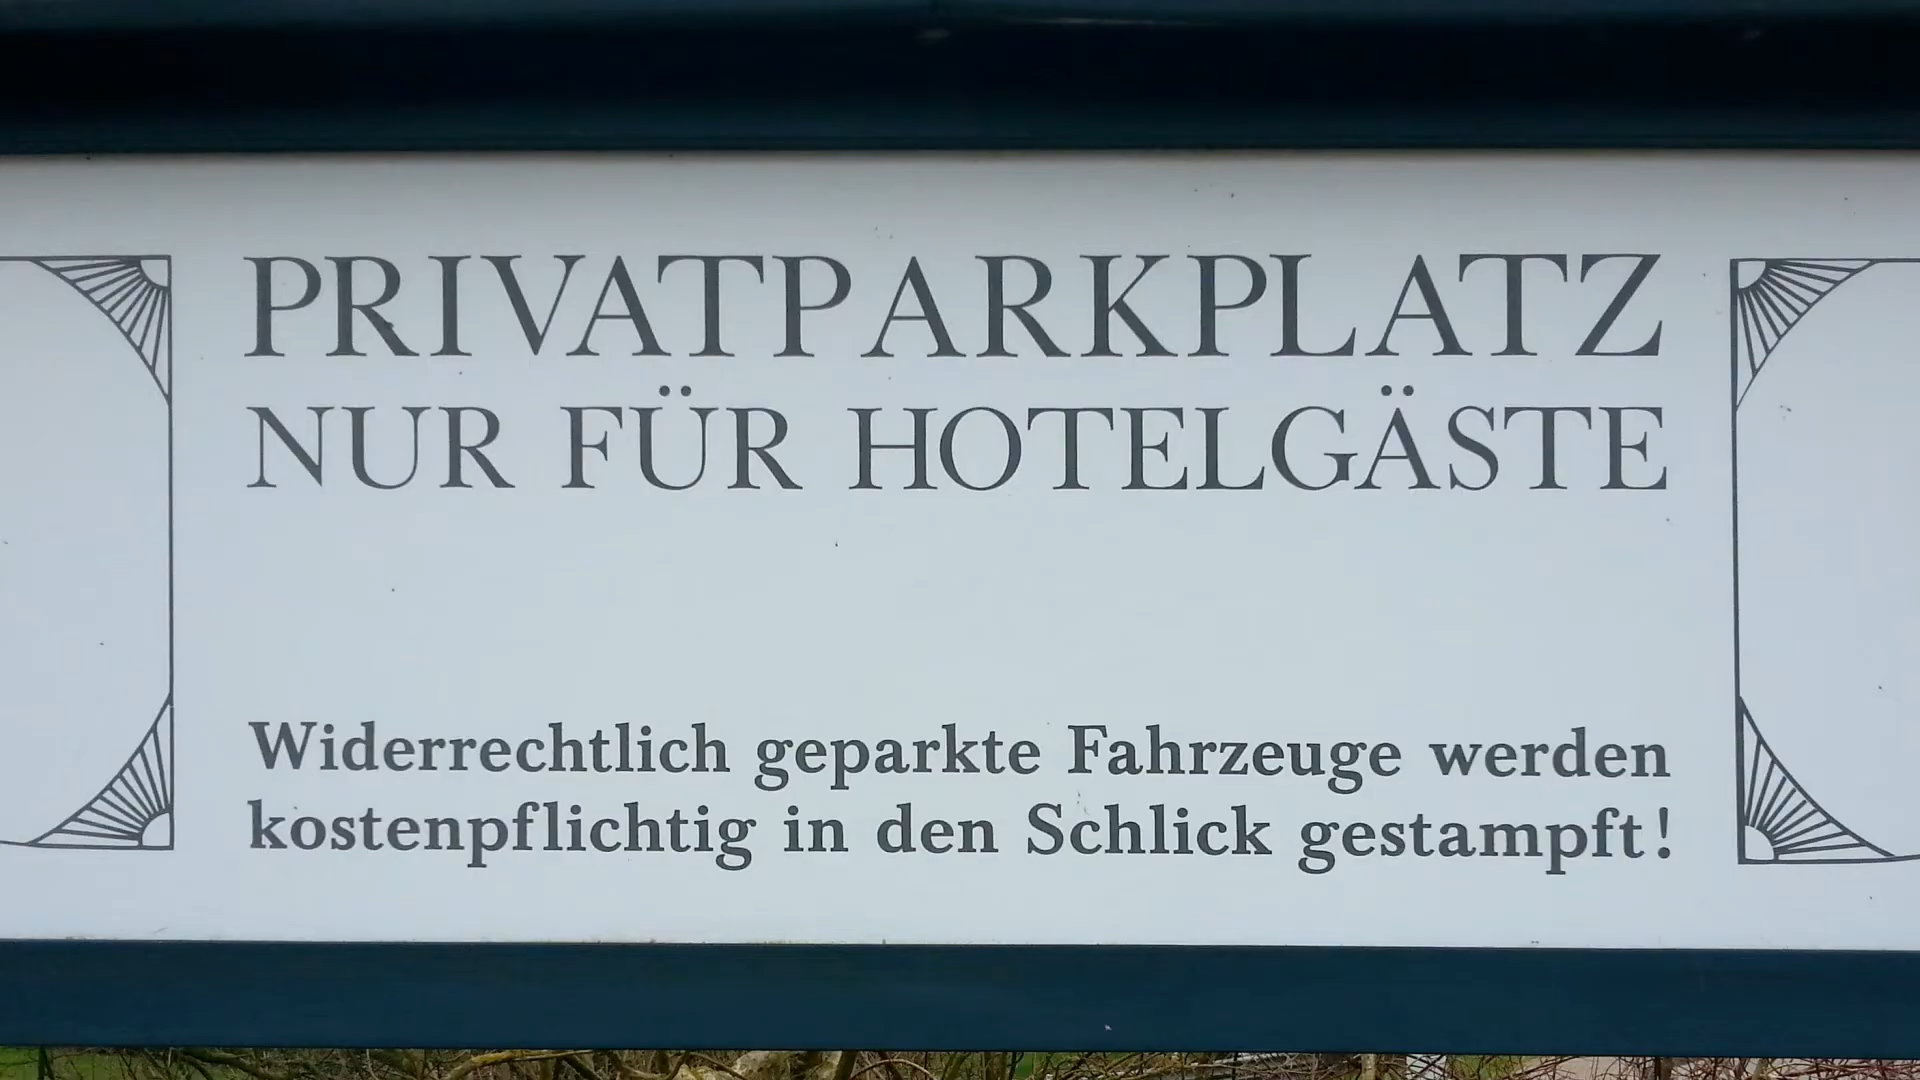 PRIVATPARKPLATZ
NUR FÜR HOTELGÄSTE
Widerrechtlich geparkte Fahrzeuge werden
kostenpflichtig in den Schlick gestampft!